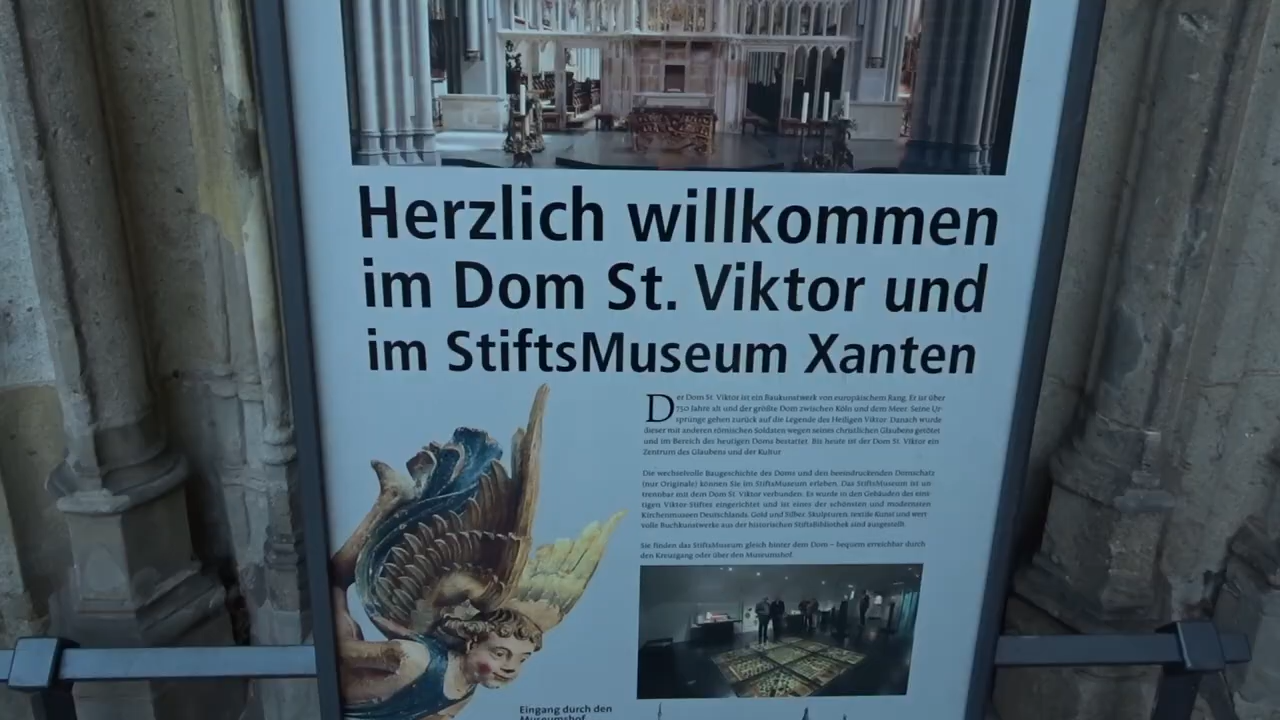 Herzlich willkommen
im Dom St. Viktor und
im StiftsMuseum Xanten
Der Dom St. Viktor ist ein Baukunstwerk von europäischem Rang. Er ist über
750 Jahre alt und der größte Dom zwischen Köln und dem Meer. Seine Ur-
sprünge gehen zurück auf die Legende des Heiligen Viktor. Danach wurde
dieser mit anderen römischen Soldaten wegen seines christlichen Glaubens getötet
und im Bereich des heutigen Doms bestattet. Bis heute ist der Dom St. Viktor ein
Zentrum des Glaubens und der Kultur
Die wechselvolle Baugeschichte des Doms und den beeindruckenden Domschatz
(nur Originale) können Sie im StiftsMuseum erleben. Das StiftsMuseum ist un-
trennbar mit dem Dom St. Viktor verbunden. Es wurde in den Gebäuden des eins-
tigen Viktor-Stiftes eingerichtet und ist eines der schönsten und modernsten
Kirchenmuseen Deutschlands. Gold und Silber, Skulpturen, textile Kunst und wert
volle Buchkunstwerke aus der historischen StiftsBibliothek sind ausgestellt.
Sie finden das StiftsMuseum gleich hinter dem Dom – bequem erreichbar durch
den Kreuzgang oder über den Museumshof.
Eingang durch den
Museumshof